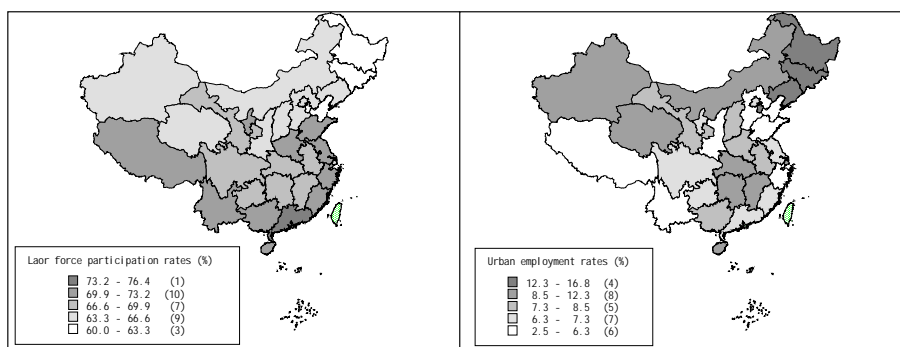 Laor force participation rates (%)
73.2 - 76.4 (1)
69.9 - 73.2 (10)
66.6 - 69.9 (7)
63.3 - 66.6 (9)
60.0 - 63.3 (3)
Urban employment rates (%)
12.3 - 16.8 (4)
8.5 - 12.3 (8)
7.3 - 8.5 (5)
6.3 - 7.3 (7)
2.5 - 6.3 (6)